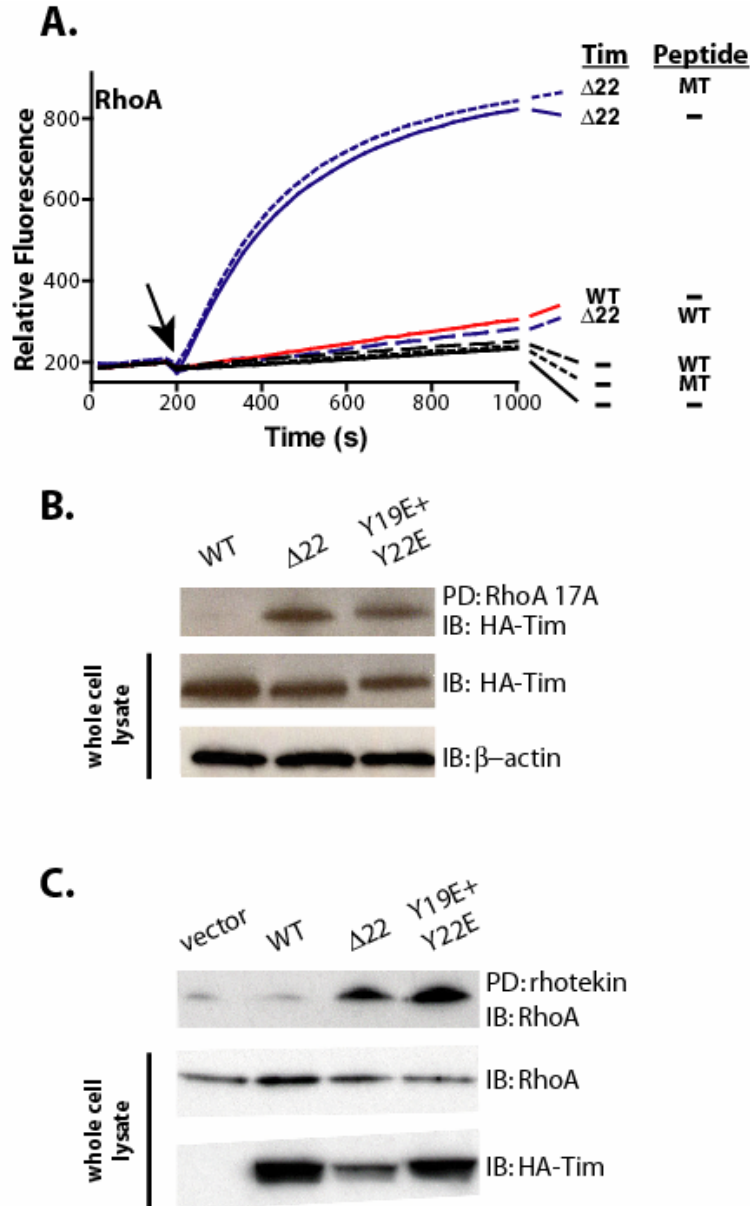 A.
Tim Peptide
Δ22 MT
Δ22 –
WT –
Δ22 WT
– WT
– MT
– –
RhoA
Relative Fluorescence
800
600
400
200
0 200 400 600 800 1000
Time (s)
B.
WT Δ22 Y19E+
Y22E
PD: RhoA 17A
IB: HA-Tim
whole cell
lysate
IB: HA-Tim
IB: β–actin
C.
vector WT Δ22 Y19E+
Y22E
PD: rhotekin
IB: RhoA
whole cell
lysate
IB: RhoA
IB: HA-Tim